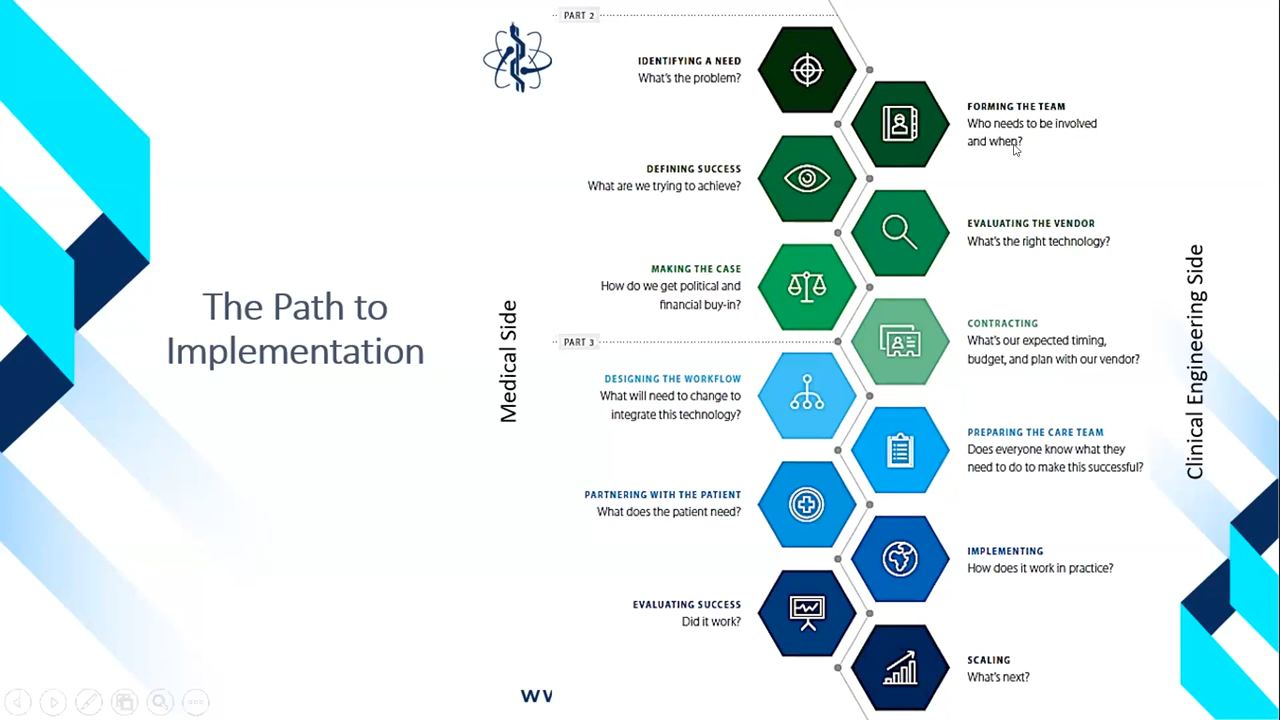 The Path to
Implementation
Medical Side
PART 2
IDENTIFYING A NEED
What's the problem?
FORMING THE TEAM
Who needs to be involved
and when?
DEFINING SUCCESS
What are we trying to achieve?
EVALUATING THE VENDOR
What's the right technology?
MAKING THE CASE
How do we get political and
financial buy-in?
CONTRACTING
What's our expected timing,
budget, and plan with our vendor?
PART 3
DESIGNING THE WORKFLOW
What will need to change to
integrate this technology?
PREPARING THE CARE TEAM
Does everyone know what they
need to do to make this successful?
PARTNERING WITH THE PATIENT
What does the patient need?
IMPLEMENTING
How does it work in practice?
EVALUATING SUCCESS
Did it work?
SCALING
What's next?
Clinical Engineering Side